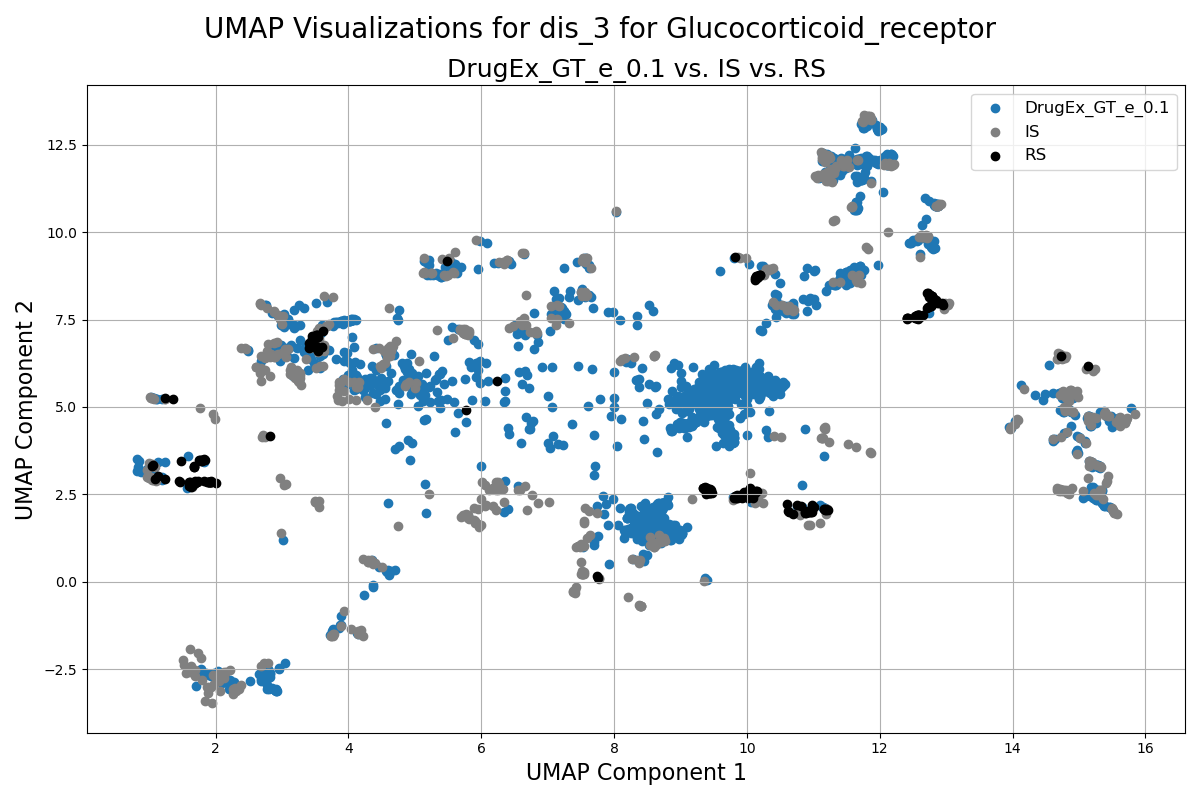 UMAP Visualizations for dis_3 for Glucocorticoid_receptor
DrugEx_GT_e_0.1 vs. IS vs. RS
DrugEx_GT_e_0.1
IS
RS
UMAP Component 2
12.5
10.0
7.5
5.0
2.5
0.0
−2.5
2
4
6
8
10
12
14
16
UMAP Component 1